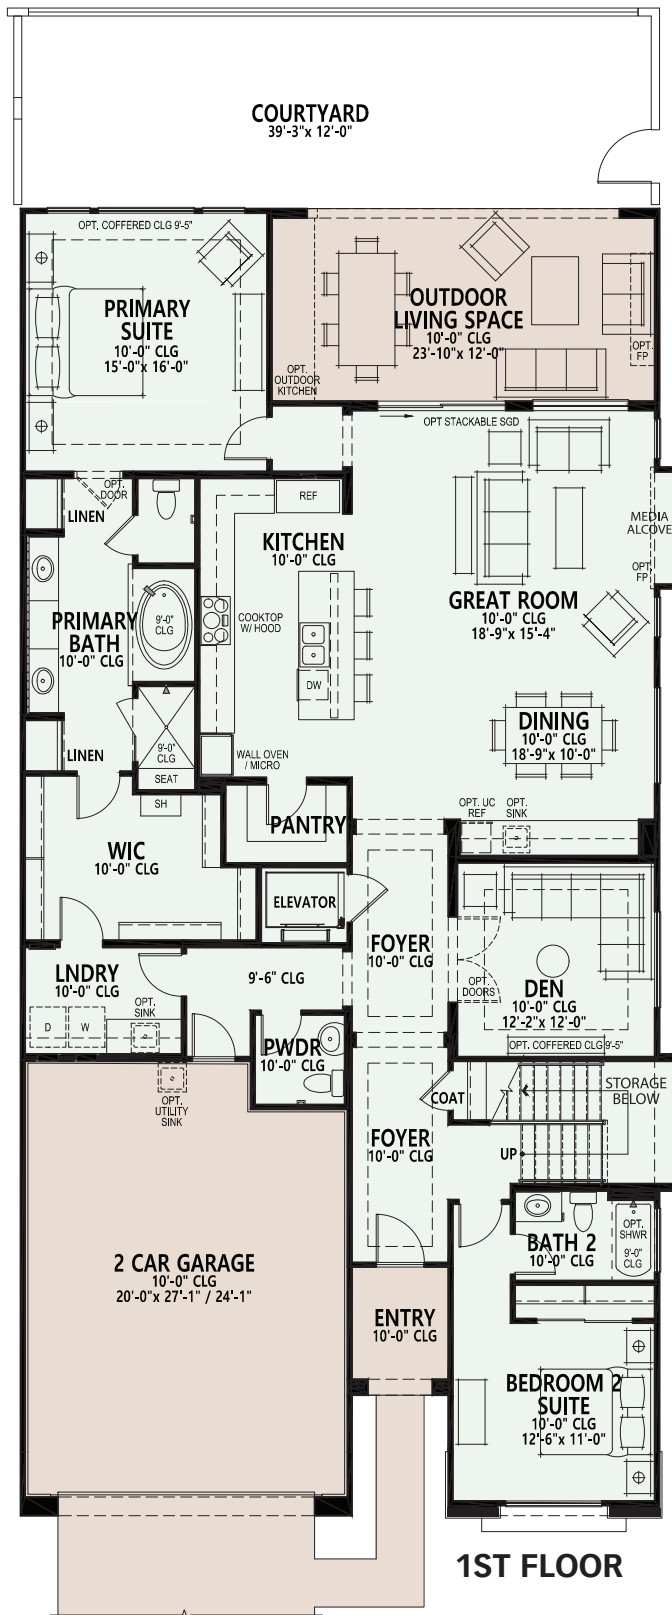 COURTYARD
39'-3"x 12'-0"
OPT. COFFERED CLG 9'-5"
PRIMARY
SUITE
10'-0" CLG
15'-0"x 16'-0"
OUTDOOR
LIVING SPACE
10'-0" CLG
23'-10"x 12'-0"
OPT.
FP
OPT.
OUTDOOR
KITCHEN
OPT STACKABLE SGD
OPT.
DOOR
LINEN
REF
KITCHEN
10'-0" CLG
MEDIA
ALCOVE
OPT.
FP
GREAT ROOM
10'-0" CLG
18'-9"x 15'-4"
PRIMARY
BATH
10'-0" CLG
9'-0"
CLG
COOKTOP
W/ HOOD
DW
DINING
10'-0" CLG
18'-9"x 10'-0"
LINEN
9'-0"
CLG
SEAT
WALL OVEN
/ MICRO
SH
PANTRY
OPT. UC
REF
OPT.
SINK
WIC
10'-0" CLG
ELEVATOR
FOYER
10'-0" CLG
LNDRY
10'-0" CLG
9'-6" CLG
OPT.
DOORS
DEN
10'-0" CLG
12'-2"x 12'-0"
OPT. COFFERED CLG 9'-5"
D
W
OPT.
SINK
PWDR
10'-0" CLG
OPT.
UTILITY
SINK
COAT
STORAGE
BELOW
FOYER
10'-0" CLG
UP
OPT.
SHWR
9'-0"
CLG
BATH 2
10'-0" CLG
2 CAR GARAGE
10'-0" CLG
20'-0"x 27'-1" / 24'-1"
ENTRY
10'-0" CLG
BEDROOM 2
SUITE
10'-0" CLG
12'-6"x 11'-0"
1ST FLOOR